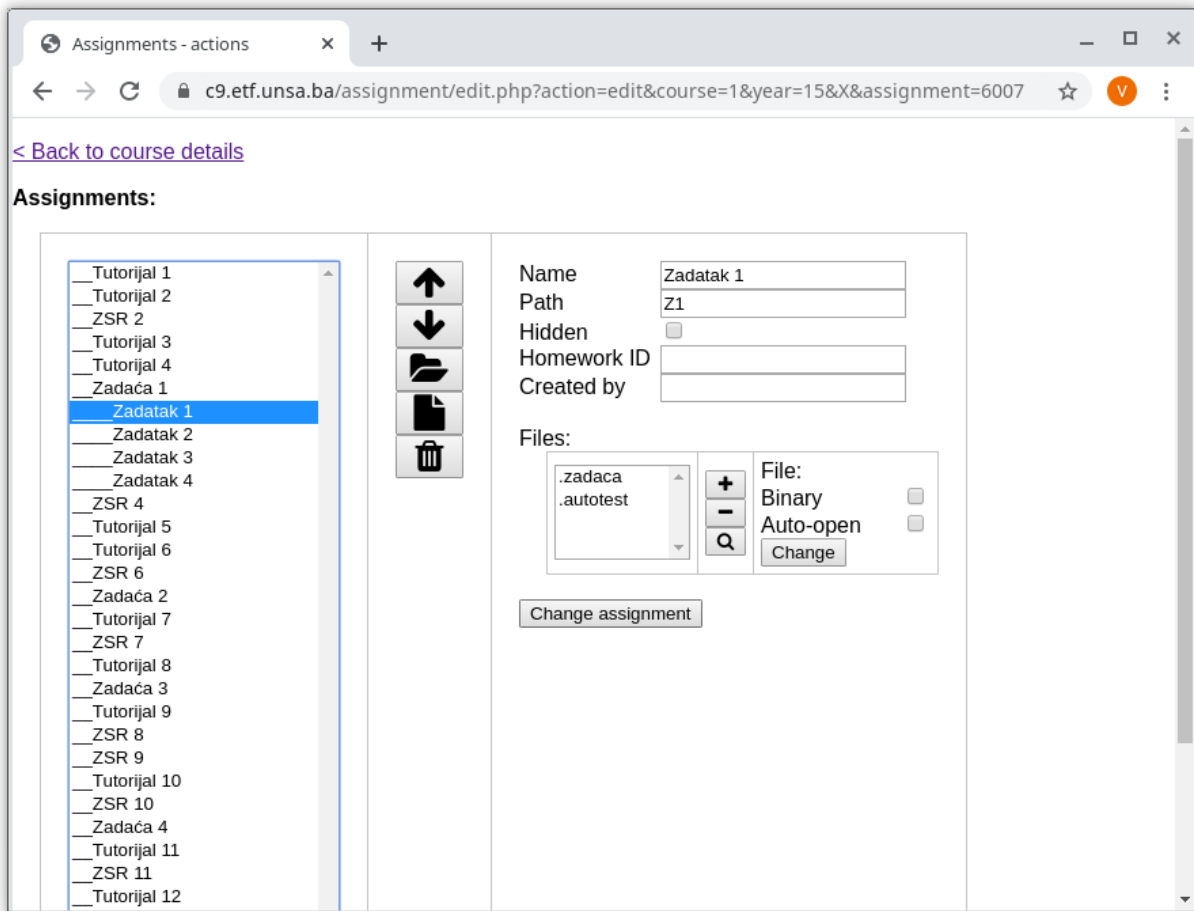 Assignments - actions
c9.etf.unsa.ba/assignment/edit.php?action=edit&course=1&year=15&X&assignment=6007
V
< Back to course details
Assignments:
__Tutorijal 1
__Tutorijal 2
__ZSR 2
__Tutorijal 3
__Tutorijal 4
__Zadaća 1
____Zadatak 1
____Zadatak 2
____Zadatak 3
____Zadatak 4
__ZSR 4
__Tutorijal 5
__Tutorijal 6
__ZSR 6
__Zadaća 2
__Tutorijal 7
__ZSR 7
__Tutorijal 8
__Zadaća 3
__Tutorijal 9
__ZSR 8
__ZSR 9
__Tutorijal 10
__ZSR 10
__Zadaća 4
__Tutorijal 11
__ZSR 11
__Tutorijal 12
Name Zadatak 1
Path Z1
Hidden
Homework ID
Created by
Files:
.zadaca
.autotest
File:
Binary
Auto-open
Change
Change assignment